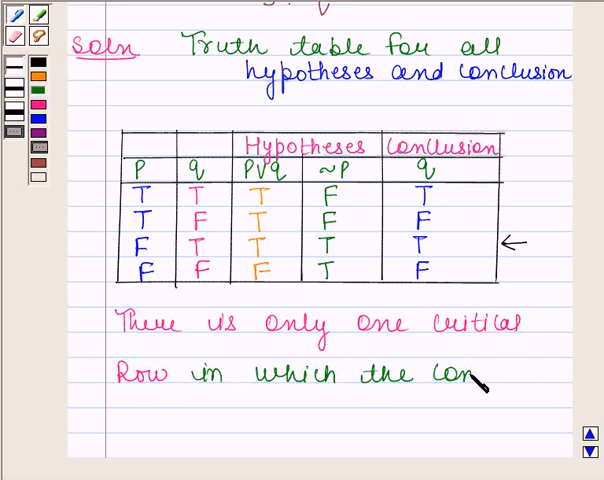 Soln Truth table for all
hypotheses and conclusion
Hypotheses Conclusion
p q pvq ~p q
T T T F T
T F T F F
F T T T T ←
F F F T F
There is only one critical
Row in which the con